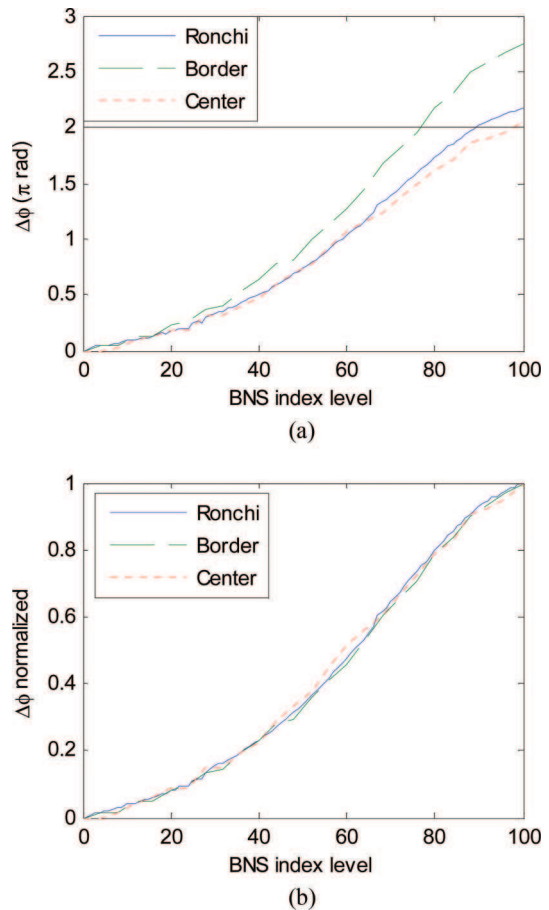 3
2.5
2
1.5
1
0.5
0
Δϕ (π rad)
Ronchi
Border
Center
0 20 40 60 80 100
BNS index level
(a)
1
0.8
0.6
0.4
0.2
0
Δϕ normalized
Ronchi
Border
Center
0 20 40 60 80 100
BNS index level
(b)